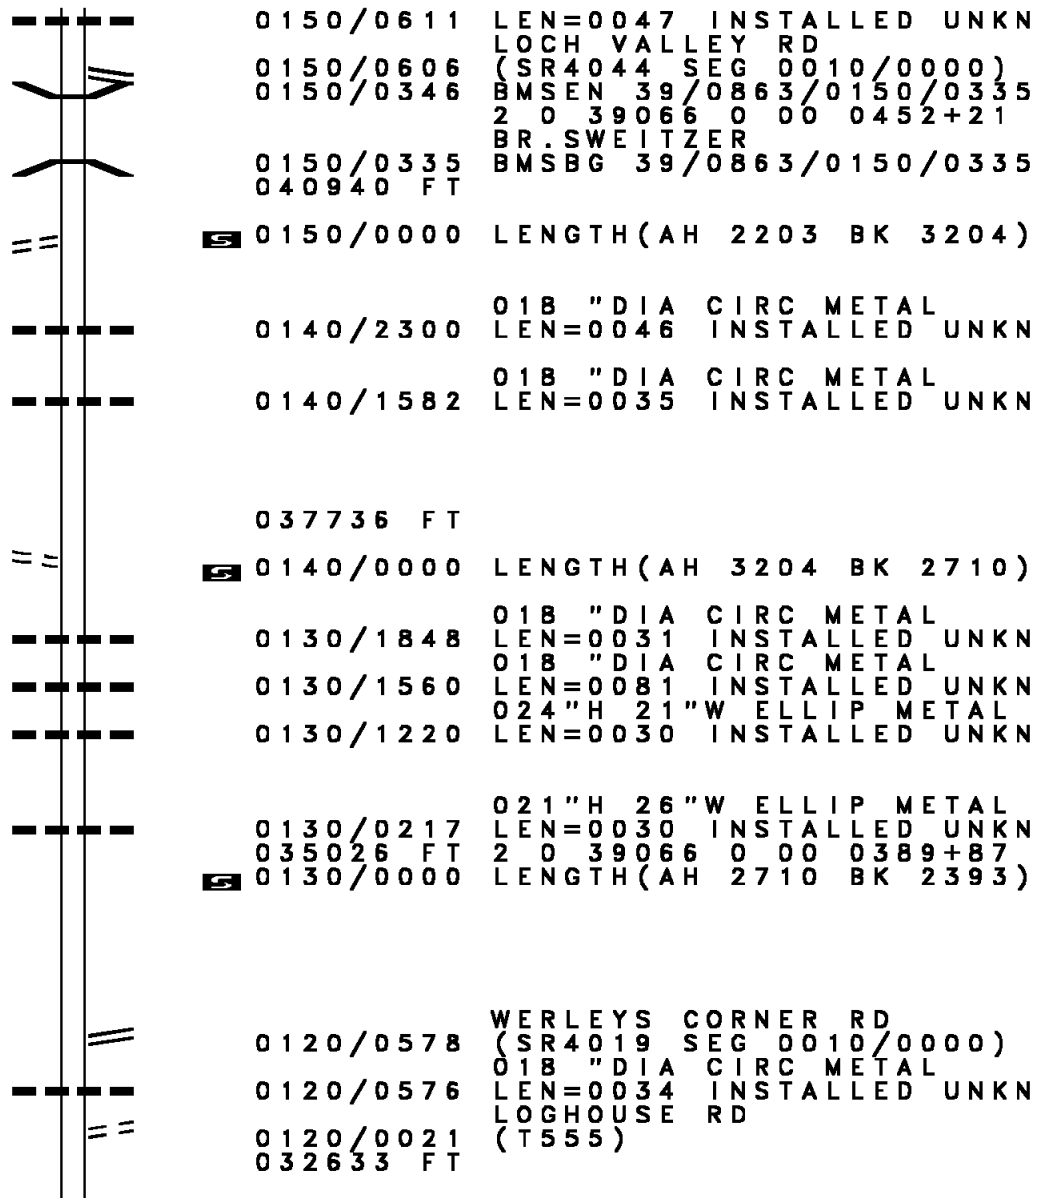 0150/0611 LEN=0047 INSTALLED UNKN
LOCH VALLEY RD
0150/0606 (SR4044 SEG 0010/0000)
0150/0346 BMSEN 39/0863/0150/0335
2 0 39066 0 00 0452+21
BR.SWEITZER
0150/0335 BMSBG 39/0863/0150/0335
040940 FT
S 0150/0000 LENGTH(AH 2203 BK 3204)
018 "DIA CIRC METAL
0140/2300 LEN=0046 INSTALLED UNKN
018 "DIA CIRC METAL
0140/1582 LEN=0035 INSTALLED UNKN
037736 FT
S 0140/0000 LENGTH(AH 3204 BK 2710)
018 "DIA CIRC METAL
0130/1848 LEN=0031 INSTALLED UNKN
018 "DIA CIRC METAL
0130/1560 LEN=0081 INSTALLED UNKN
024"H 21"W ELLIP METAL
0130/1220 LEN=0030 INSTALLED UNKN
021"H 26"W ELLIP METAL
0130/0217 LEN=0030 INSTALLED UNKN
035026 FT 2 0 39066 0 00 0389+87
S 0130/0000 LENGTH(AH 2710 BK 2393)
WERLEYS CORNER RD
0120/0578 (SR4019 SEG 0010/0000)
018 "DIA CIRC METAL
0120/0576 LEN=0034 INSTALLED UNKN
LOGHOUSE RD
0120/0021 (T555)
032633 FT